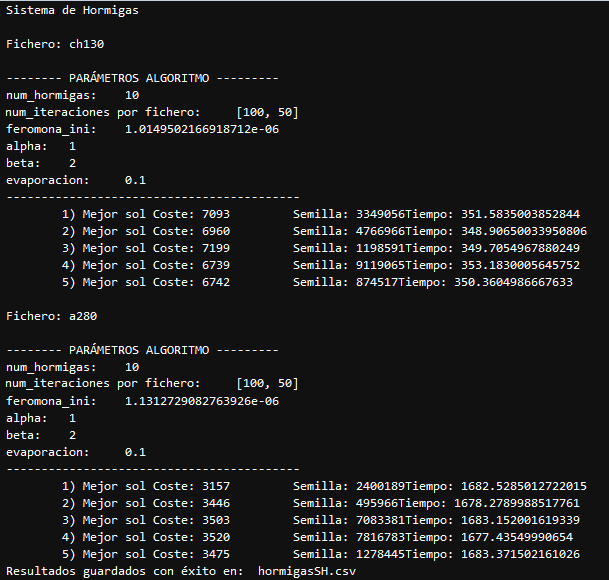 Sistema de Hormigas
Fichero: ch130
-------- PARÁMETROS ALGORITMO ---------
num_hormigas: 10
num_iteraciones por fichero: [100, 50]
feromona_ini: 1.0149502166918712e-06
alpha: 1
beta: 2
evaporacion: 0.1
------------------------------------------
1) Mejor sol Coste: 7093 Semilla: 3349056Tiempo: 351.5835003852844
2) Mejor sol Coste: 6960 Semilla: 4766966Tiempo: 348.90650033950806
3) Mejor sol Coste: 7199 Semilla: 1198591Tiempo: 349.7054967880249
4) Mejor sol Coste: 6739 Semilla: 9119065Tiempo: 353.1830005645752
5) Mejor sol Coste: 6742 Semilla: 874517Tiempo: 350.3604986667633
Fichero: a280
-------- PARÁMETROS ALGORITMO ---------
num_hormigas: 10
num_iteraciones por fichero: [100, 50]
feromona_ini: 1.1312729082763926e-06
alpha: 1
beta: 2
evaporacion: 0.1
------------------------------------------
1) Mejor sol Coste: 3157 Semilla: 2400189Tiempo: 1682.5285012722015
2) Mejor sol Coste: 3446 Semilla: 495966Tiempo: 1678.2789988517761
3) Mejor sol Coste: 3503 Semilla: 7083381Tiempo: 1683.152001619339
4) Mejor sol Coste: 3520 Semilla: 7816783Tiempo: 1677.43549990654
5) Mejor sol Coste: 3475 Semilla: 1278445Tiempo: 1683.371502161026
Resultados guardados con éxito en: hormigasSH.csv